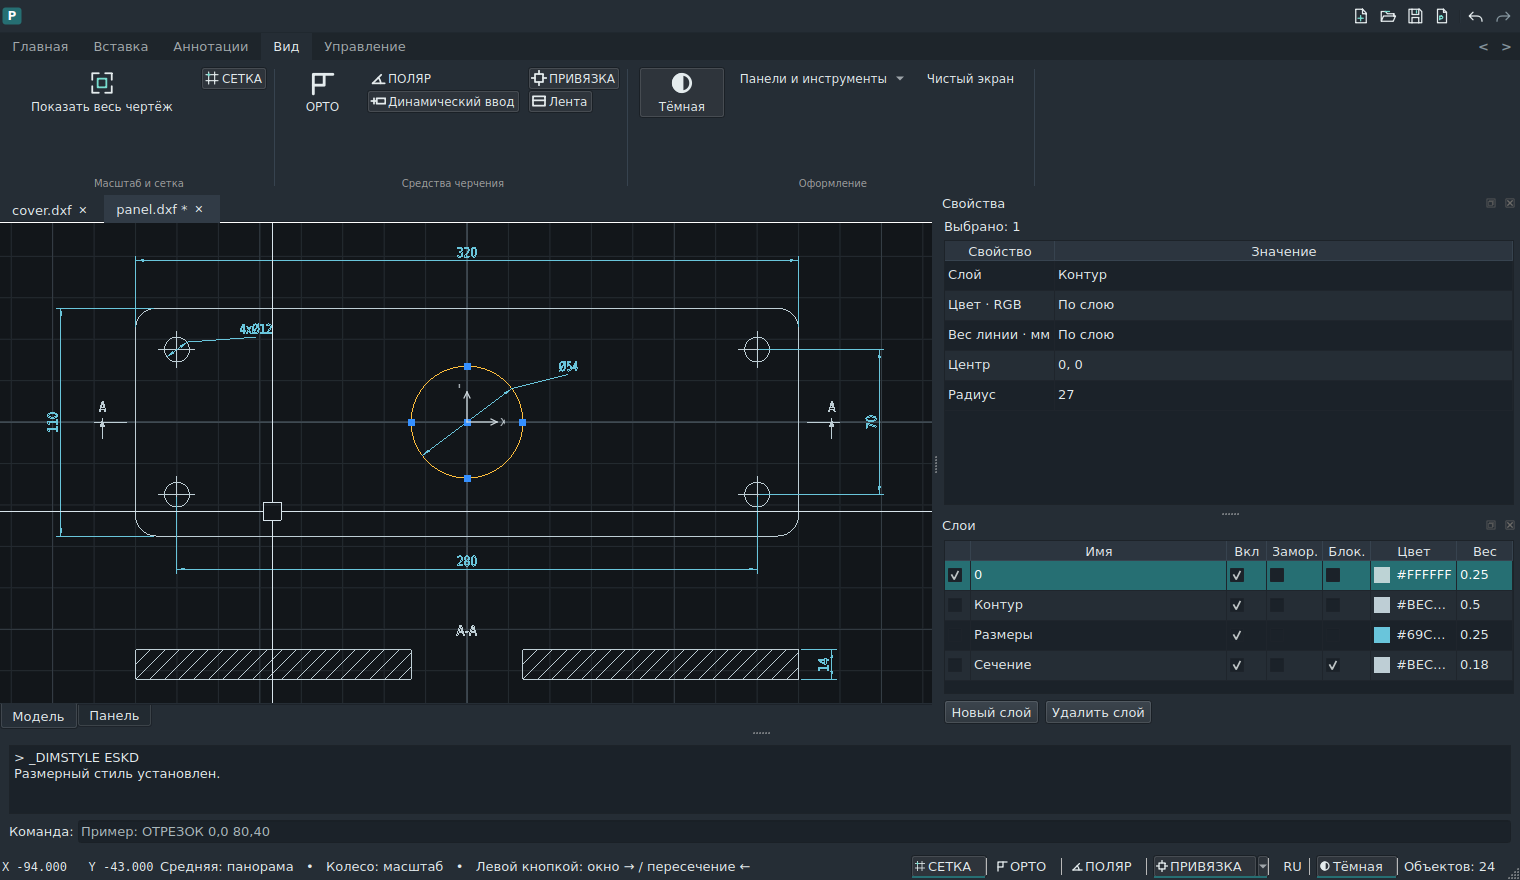 P
Главная Вставка Аннотации Вид Управление < >
Показать весь чертёж
СЕТКА
Масштаб и сетка
ОРТО
ПОЛЯР
Динамический ввод
ПРИВЯЗКА
Лента
Средства черчения
Тёмная
Панели и инструменты
Чистый экран
Оформление
cover.dxf × panel.dxf * ×
320
4xØ12
Ø54
A
110
X
A
70
280
A-A
14
Модель Панель
Свойства
Выбрано: 1
Свойство Значение
Слой Контур
Цвет · RGB По слою
Вес линии · мм По слою
Центр 0, 0
Радиус 27
Слои
Имя Вкл Замор. Блок. Цвет Вес
0 #FFFFFF 0.25
Контур #BEC... 0.5
Размеры #69C... 0.25
Сечение #BEC... 0.18
Новый слой Удалить слой
> _DIMSTYLE ESKD
Размерный стиль установлен.
Команда: Пример: ОТРЕЗОК 0,0 80,40
X -94.000 Y -43.000 Средняя: панорама • Колесо: масштаб • Левой кнопкой: окно → / пересечение ← СЕТКА ОРТО ПОЛЯР ПРИВЯЗКА RU Тёмная Объектов: 24